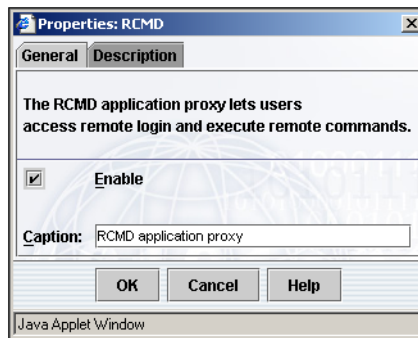 Properties: RCMD
General Description
The RCMD application proxy lets users
access remote login and execute remote commands.
Enable
Caption: RCMD application proxy
OK Cancel Help
Java Applet Window